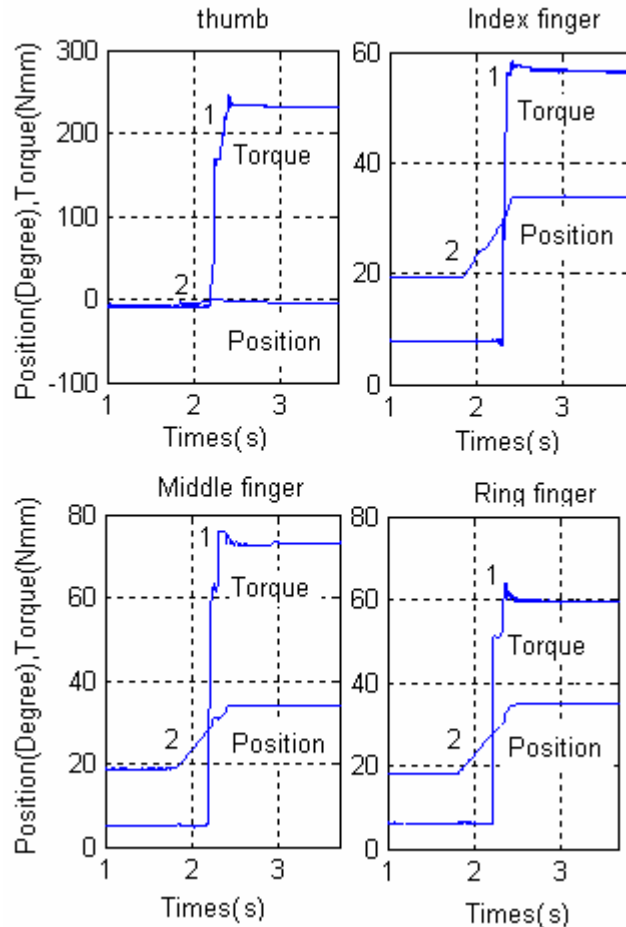 thumb
Index finger
Position(Degree),Torque(Nmm)
300
200
100
0
-100
1
2
Torque
Position
1
2
3
Times(s)
60
40
20
0
1
2
Torque
Position
1
2
3
Times(s)
Middle finger
Ring finger
Position(Degree),Torque(Nmm)
80
60
40
20
0
1
2
Torque
Position
1
2
3
Times(s)
80
60
40
20
0
1
2
Torque
Position
1
2
3
Times(s)